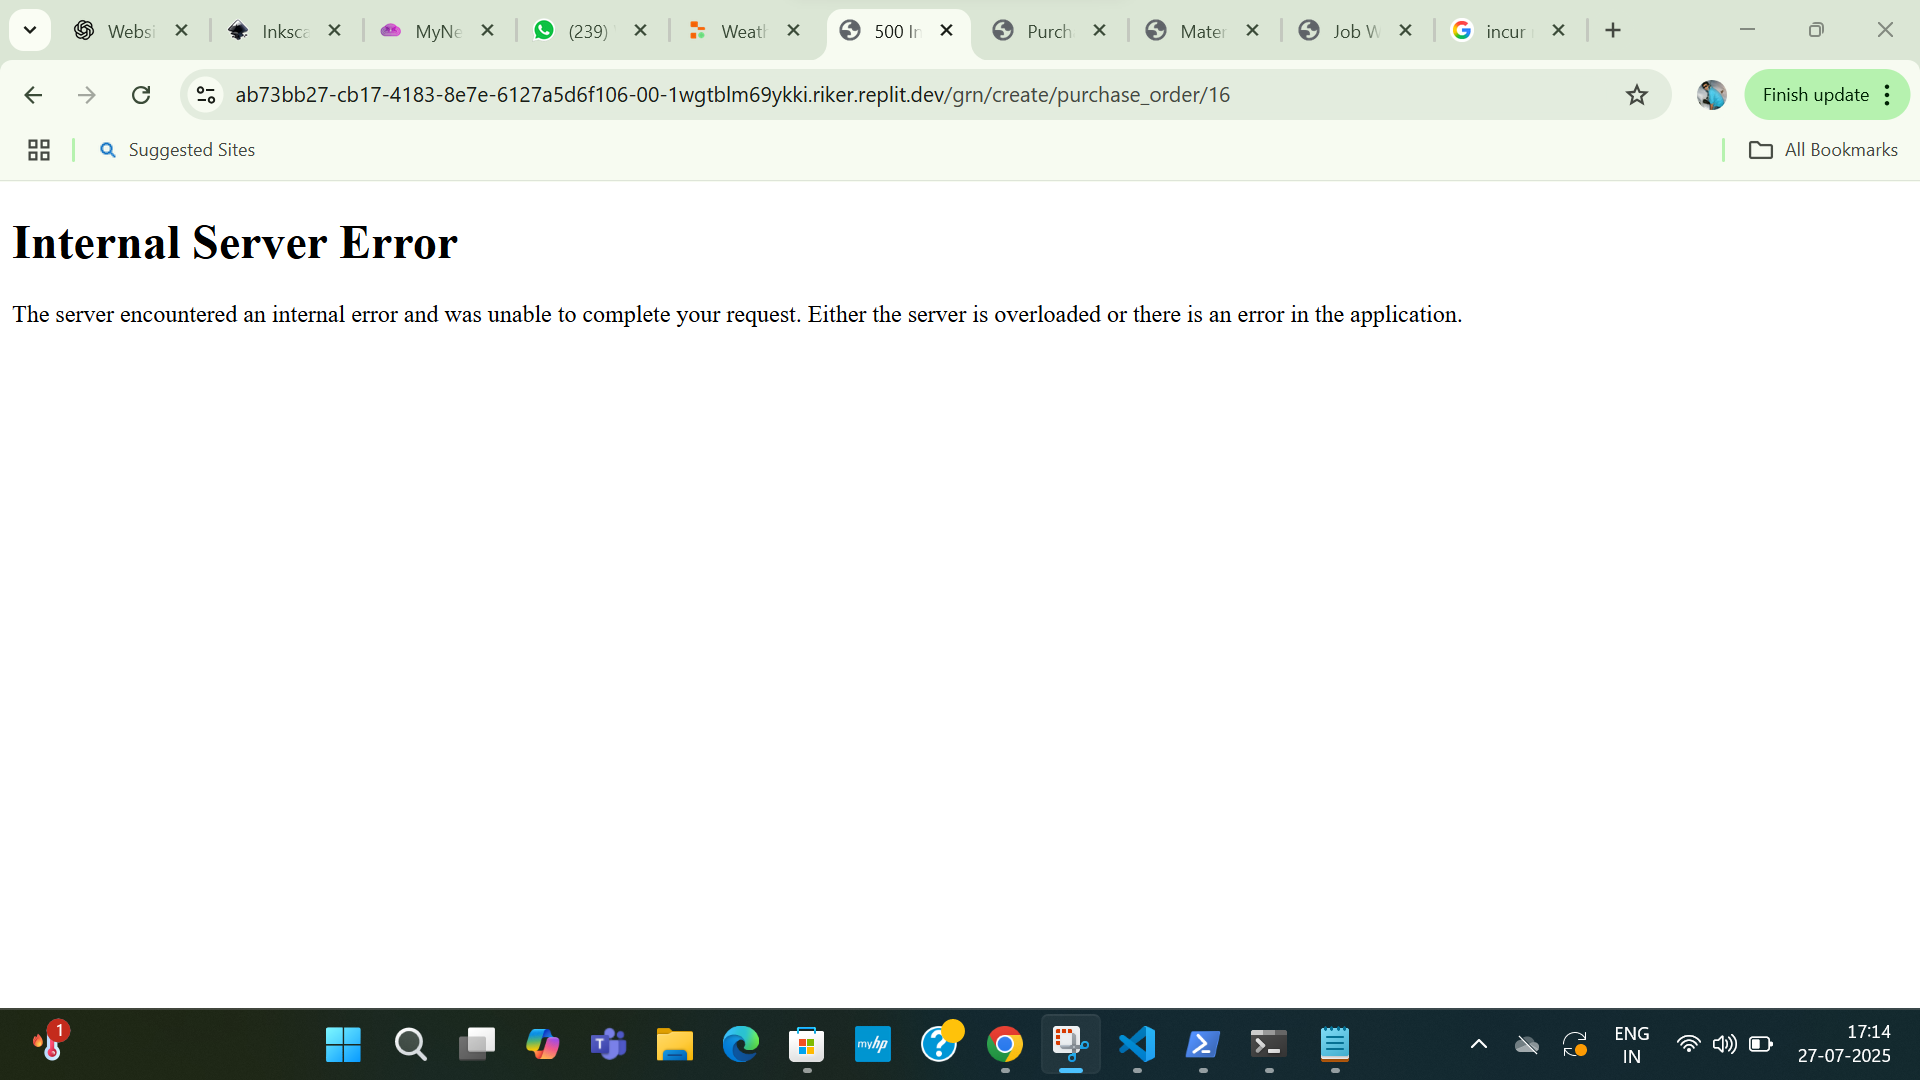 Websi
Inksca
MyNe
(239)
Weath
500 In
Purch
Mater
Job W
incur
ab73bb27-cb17-4183-8e7e-6127a5d6f106-00-1wgtblm69ykki.riker.replit.dev/grn/create/purchase_order/16
Finish update
Suggested Sites
All Bookmarks
Internal Server Error
The server encountered an internal error and was unable to complete your request. Either the server is overloaded or there is an error in the application.
1
myhp
ENG
IN
17:14
27-07-2025